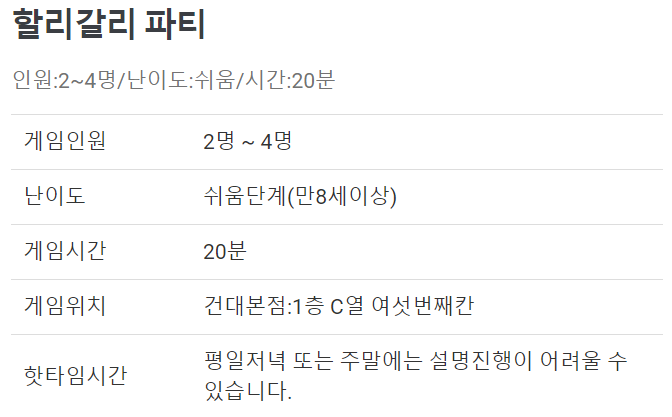 할리갈리 파티
인원:2~4명/난이도:쉬움/시간:20분
게임인원 2명 ~ 4명
난이도 쉬움단계(만8세이상)
게임시간 20분
게임위치 건대본점:1층 C열 여섯번째칸
핫타임시간 평일저녁 또는 주말에는 설명진행이 어려울 수
있습니다.